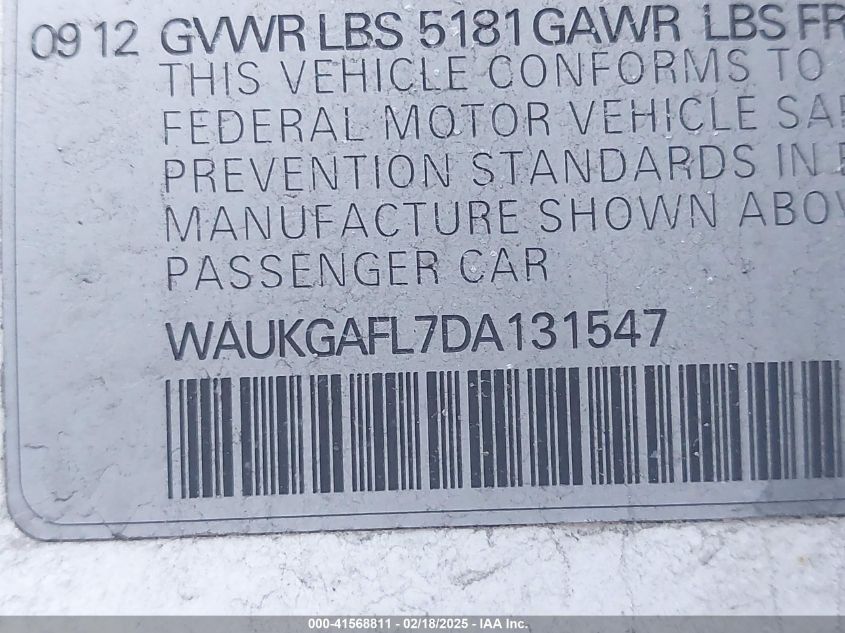 09 12 GVWR LBS 5181 GAWR LBS FR
THIS VEHICLE CONFORMS TO
FEDERAL MOTOR VEHICLE
PREVENTION STANDARDS IN
MANUFACTURE SHOWN
PASSENGER CAR
WAUKGAFL7DA131547
000-41568811 - 02/18/2025 - IAA Inc.